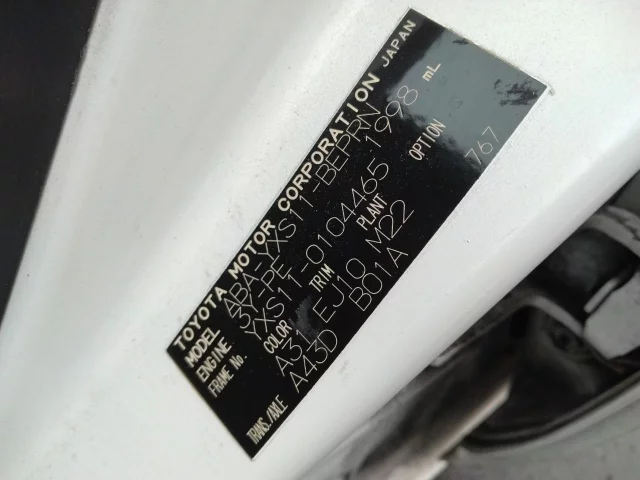 TOYOTA MOTOR CORPORATION JAPAN
MODEL ABA-YXS11-BEPRN
ENGINE 3Y-PE 1998 mL
FRAME No. YXS11-0104465
COLOR TRIM PLANT OPTION
A31 EJ10 M22 767
TRANS./AXLE A43D B01A